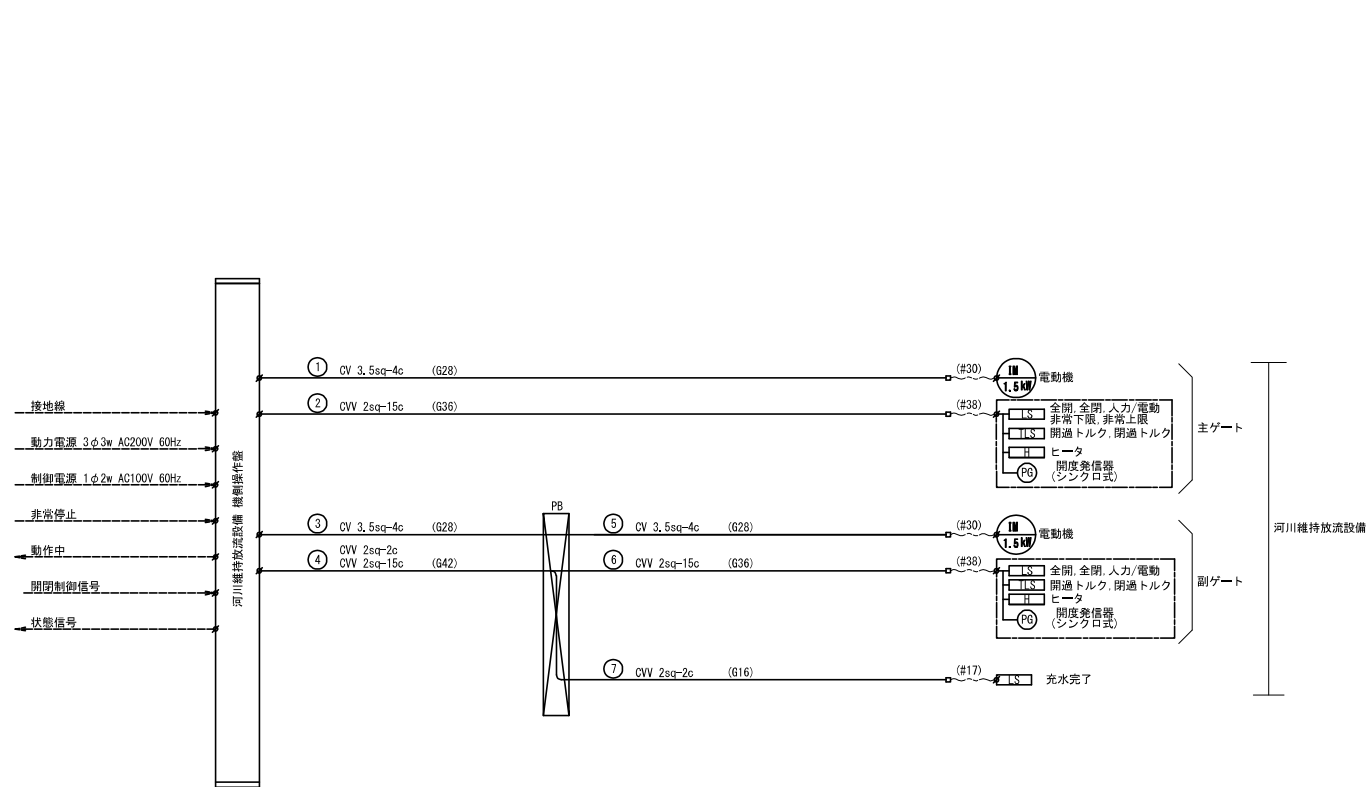 接地線
動力電源 3φ3w AC200V 60Hz
制御電源 1φ2w AC100V 60Hz
非常停止
動作中
開閉制御信号
状態信号
河川維持放流設備 機側操作盤
1 CV 3.5sq-4c (G28)
(#30)
IM
1.5kW
電動機
2 CVV 2sq-15c (G36)
(#38)
LS 全開,全閉,人力/電動
非常下限,非常上限
TLS 開過トルク,閉過トルク
H ヒータ
PG 開度発信器
(シンクロ式)
主ゲート
3 CV 3.5sq-4c (G28)
CVV 2sq-2c
4 CVV 2sq-15c (G42)
PB
5 CV 3.5sq-4c (G28)
(#30)
IM
1.5kW
電動機
6 CVV 2sq-15c (G36)
(#38)
LS 全開,全閉,人力/電動
TLS 開過トルク,閉過トルク
H ヒータ
PG 開度発信器
(シンクロ式)
副ゲート
7 CVV 2sq-2c (G16)
(#17)
LS 充水完了
河川維持放流設備